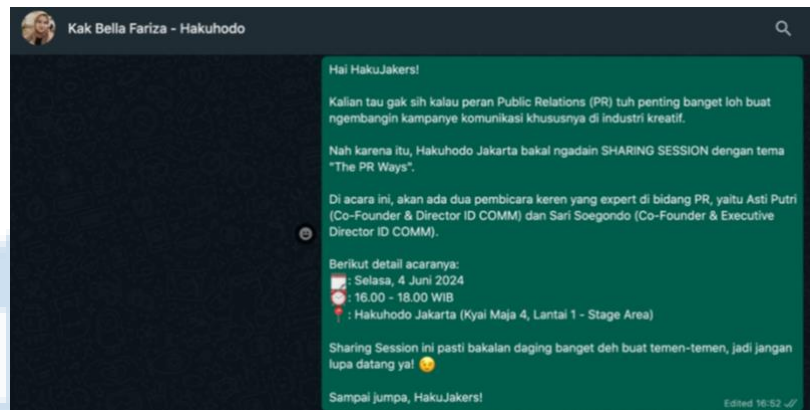 Kak Bella Fariza - Hakuhodo
Hai HakuJakers!
Kalian tau gak sih kalau peran Public Relations (PR) tuh penting banget loh buat
ngembangin kampanye komunikasi khususnya di industri kreatif.
Nah karena itu, Hakuhodo Jakarta bakal ngadain SHARING SESSION dengan tema
"The PR Ways".
Di acara ini, akan ada dua pembicara keren yang expert di bidang PR, yaitu Asti Putri
(Co-Founder & Director ID COMM) dan Sari Soegondo (Co-Founder & Executive
Director ID COMM).
Berikut detail acaranya:
🗓️: Selasa, 4 Juni 2024
⏰: 16.00 - 18.00 WIB
📍: Hakuhodo Jakarta (Kyai Maja 4, Lantai 1 - Stage Area)
Sharing Session ini pasti bakalan daging banget deh buat temen-temen, jadi jangan
lupa datang ya! 😉
Sampai jumpa, HakuJakers!
Edited 16:52